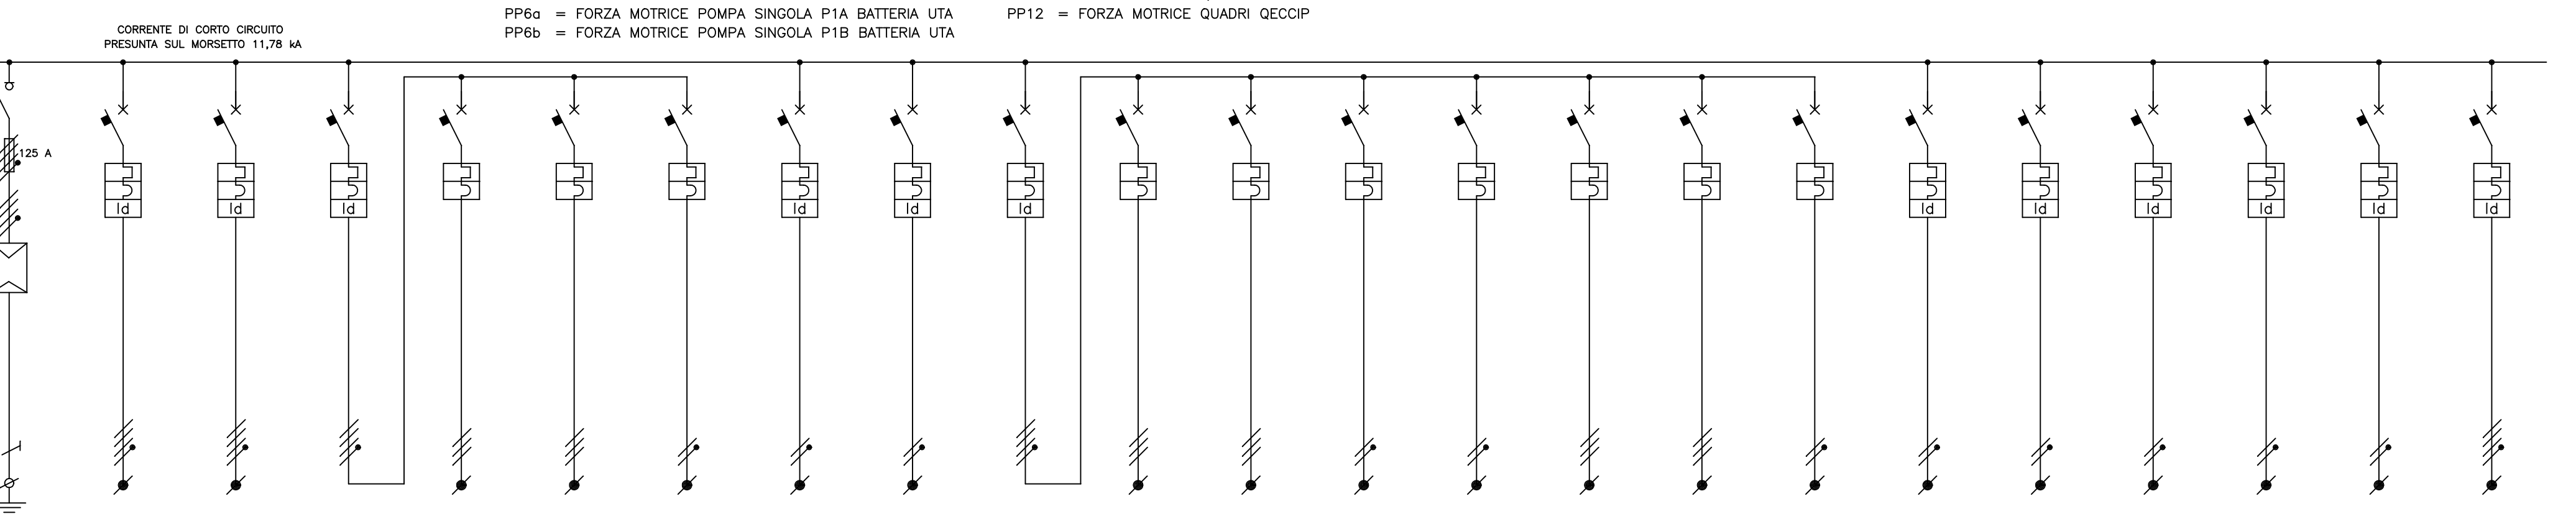 PP6a = FORZA MOTRICE POMPA SINGOLA P1A BATTERIA UTA
PP12 = FORZA MOTRICE QUADRI QECCIP
PP6b = FORZA MOTRICE POMPA SINGOLA P1B BATTERIA UTA
CORRENTE DI CORTO CIRCUITO
PRESUNTA SUL MORSETTO 11,78 kA
125 A
Id Id Id Id Id Id Id Id Id Id Id Id